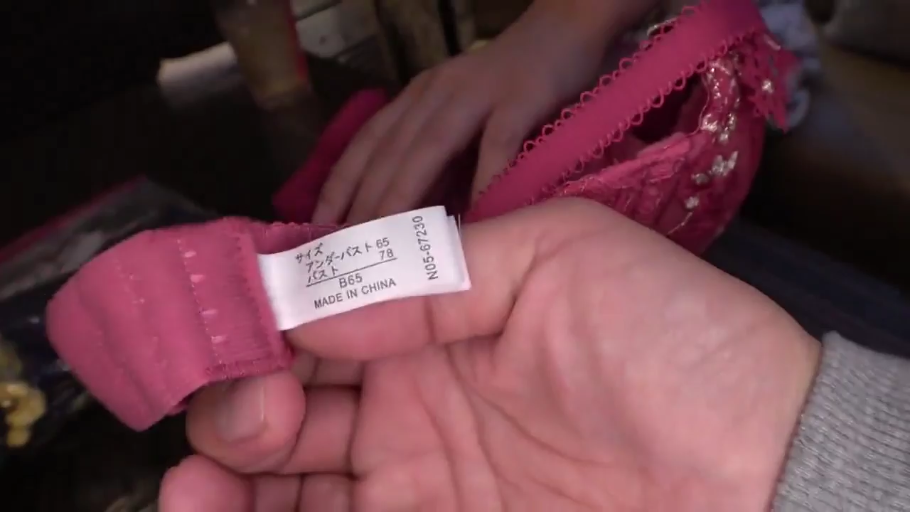 サイズ
アンダーバスト 65
バスト 78
B65
MADE IN CHINA
N05-67230